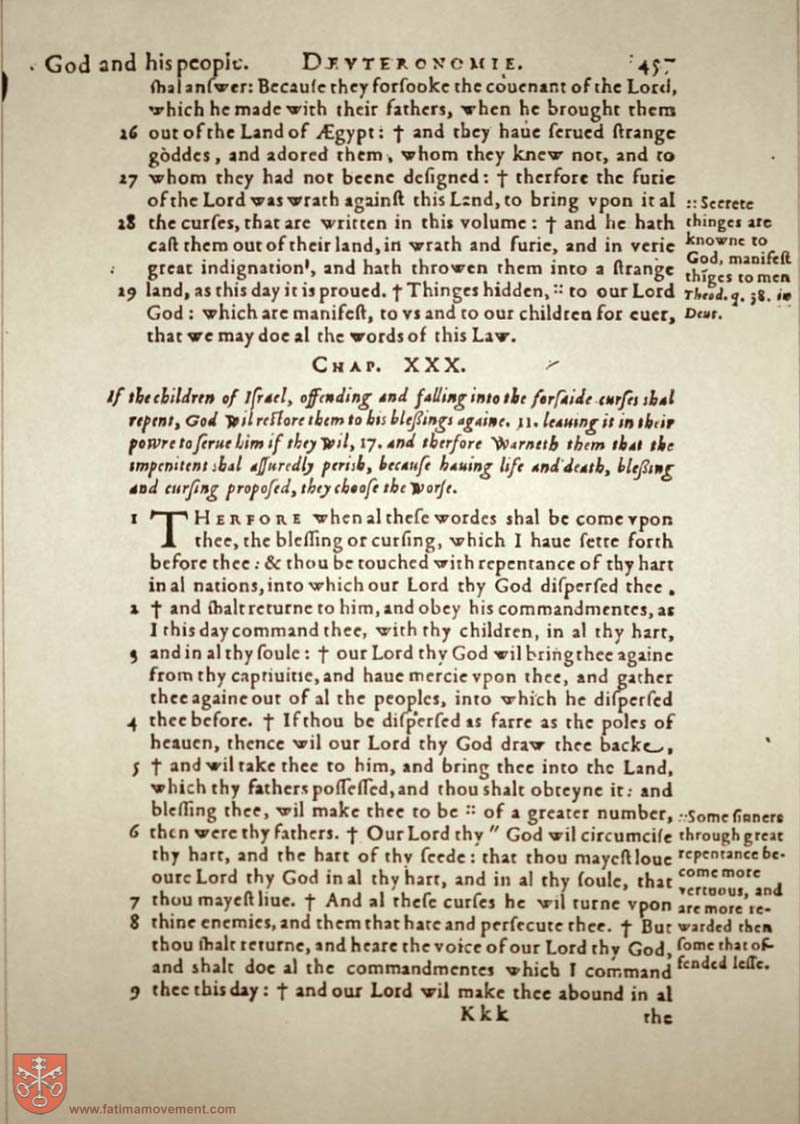 God and his people. DEVTERONOMIE. 457
ſhal anſwer: Becauſe they forſooke the couenant of the Lord,
which he made with their fathers, when he brought them
26 out of the Land of Ægypt: † and they haue ſerued ſtrange
goddes, and adored them, whom they knew not, and to
27 whom they had not beene deſigned: † therfore the furie
of the Lord was wrath againſt this Land, to bring vpon it al
28 the curſes, that are written in this volume: † and he hath
caſt them out of their land, in wrath and furie, and in verie
great indignation, and hath throwen them into a ſtrange
29 land, as this day it is proued. † Thinges hidden, :: to our Lord
God: which are manifeſt, to vs and to our children for euer,
that we may doe al the words of this Law.
:: Secrete
thinges are
knowne to
God, manifeſt
thĩges to men
Theod. q. 38. in
Deut.
CHAP. XXX.
If the children of Iſrael, offending and falling into the forſaide curſes shal
repent, God wil reſtore them to his bleſsings againe. 11. leauing it in their
powre to ſerue him if they wil, 17. and therfore warneth them that the
impenitent shal aſſuredly perish, becauſe hauing life and death, bleſsing
and curſing propoſed, they chooſe the worſe.
1 THERFORE when al theſe wordes shal be come vpon
thee, the bleſſing or curſing, which I haue ſette forth
before thee: & thou be touched with repentance of thy hart
in al nations, into which our Lord thy God diſperſed thee.
2 † and ſhalt returne to him, and obey his commandmentes, as
I this day command thee, with thy children, in al thy hart,
3 and in al thy ſoule: † our Lord thy God wil bring thee againe
from thy captiuitie, and haue mercie vpon thee, and gather
thee againe out of al the peoples, into which he diſperſed
4 thee before. † If thou be diſperſed as farre as the poles of
heauen, thence wil our Lord thy God draw thee backe,
5 † and wil take thee to him, and bring thee into the Land,
which thy fathers poſſeſſed, and thou shalt obteyne it: and
bleſſing thee, wil make thee to be :: of a greater number,
6 then were thy fathers. † Our Lord thy " God wil circumciſe
thy hart, and the hart of thy ſeede: that thou mayeſt loue
oure Lord thy God in al thy hart, and in al thy ſoule, that
7 thou mayeſt liue. † And al theſe curſes he wil turne vpon
8 thine enemies, and them that hate and perſecute thee. † But
thou ſhalt returne, and heare the voice of our Lord thy God,
and shalt doe al the commandmentes which I command
9 thee this day: † and our Lord wil make thee abound in al
:: Some ſinners
through great
repentance be-
come more
vertuous, and
are more re-
warded then
ſome that of-
fended leſſe.
Kkk the
www.fatimamovement.com